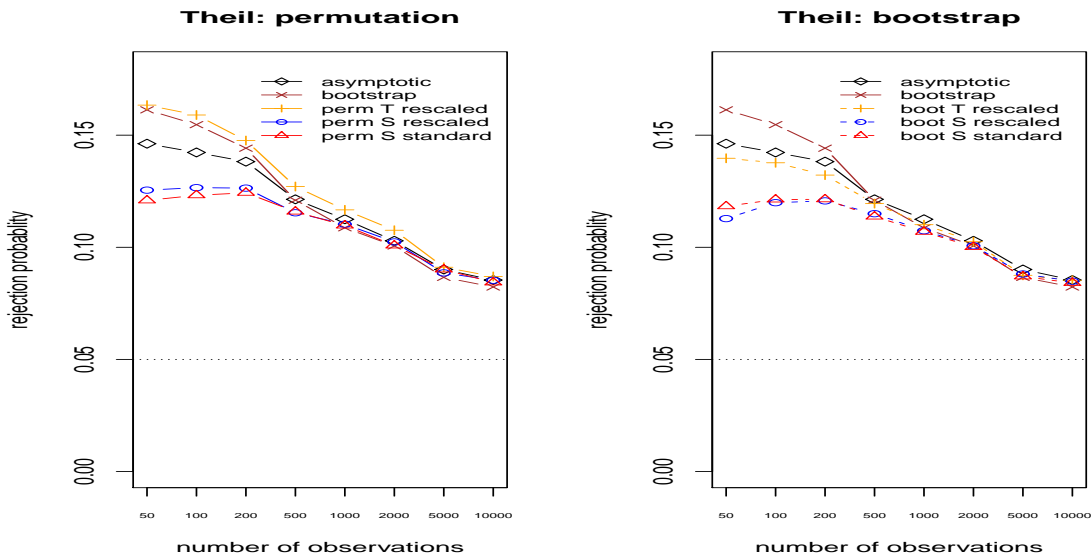 Theil: permutation
asymptotic
bootstrap
perm T rescaled
perm S rescaled
perm S standard
0.15
0.10
0.05
0.00
rejection probablity
50 100 200 500 1000 2000 5000 10000
number of observations
Theil: bootstrap
asymptotic
bootstrap
boot T rescaled
boot S rescaled
boot S standard
0.15
0.10
0.05
0.00
rejection probablity
50 100 200 500 1000 2000 5000 10000
number of observations